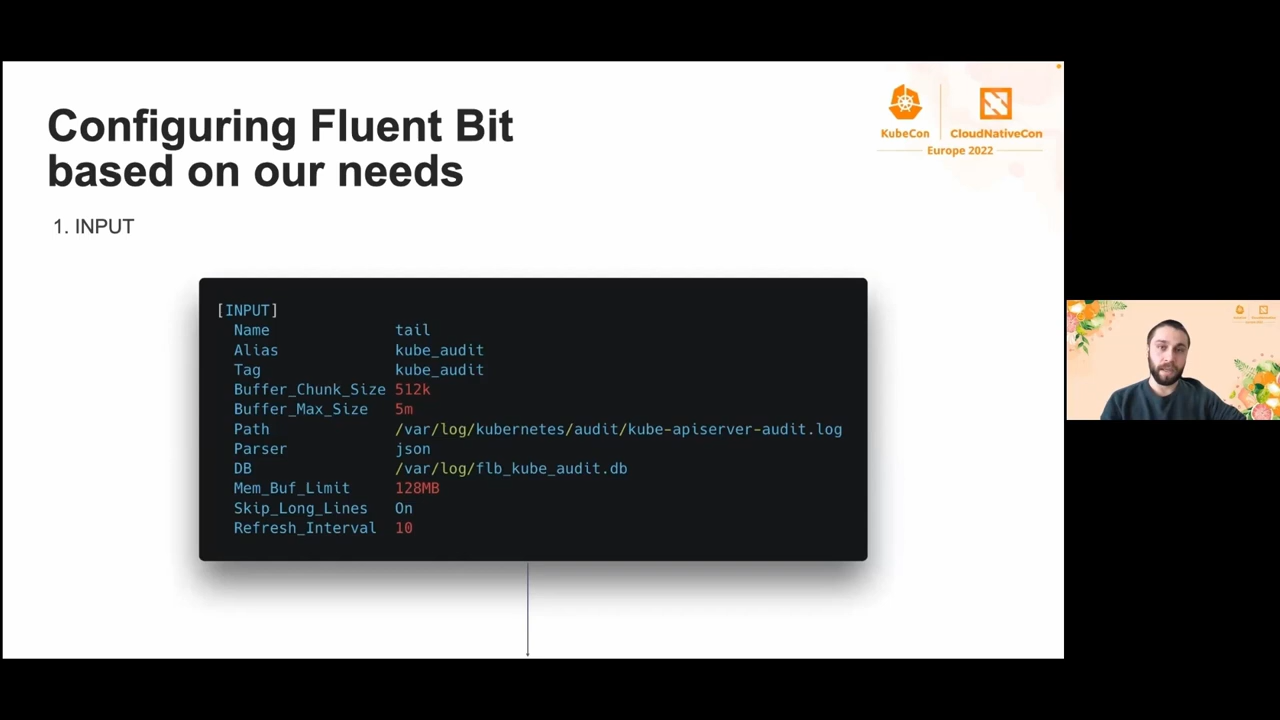 Configuring Fluent Bit
based on our needs
KubeCon
CloudNativeCon
Europe 2022
1. INPUT
[INPUT]
Name tail
Alias kube_audit
Tag kube_audit
Buffer_Chunk_Size 512k
Buffer_Max_Size 5m
Path /var/log/kubernetes/audit/kube-apiserver-audit.log
Parser json
DB /var/log/flb_kube_audit.db
Mem_Buf_Limit 128MB
Skip_Long_Lines On
Refresh_Interval 10